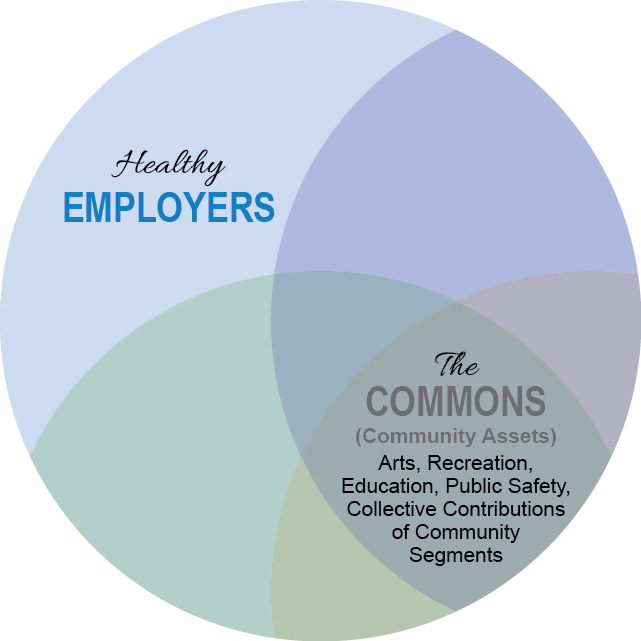 Healthy
EMPLOYERS
The
COMMONS
(Community Assets)
Arts, Recreation,
Education, Public Safety,
Collective Contributions
of Community
Segments